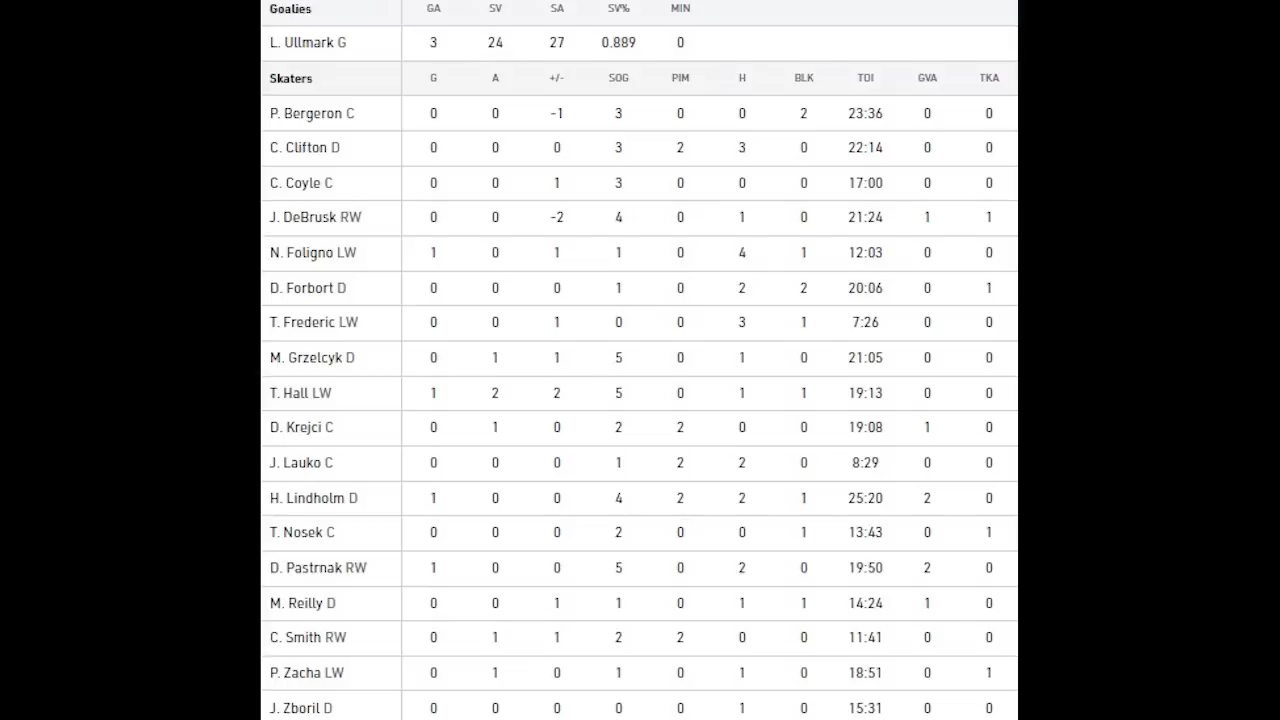 Goalies GA SV SA SV% MIN
L. Ullmark G 3 24 27 0.889 0
Skaters G A +/- SOG PIM H BLK TOI GVA TKA
P. Bergeron C 0 0 -1 3 0 0 2 23:36 0 0
C. Clifton D 0 0 0 3 2 3 0 22:14 0 0
C. Coyle C 0 0 1 3 0 0 0 17:00 0 0
J. DeBrusk RW 0 0 -2 4 0 1 0 21:24 1 1
N. Foligno LW 1 0 1 1 0 4 1 12:03 0 0
D. Forbort D 0 0 0 1 0 2 2 20:06 0 1
T. Frederic LW 0 0 1 0 0 3 1 7:26 0 0
M. Grzelcyk D 0 1 1 5 0 1 0 21:05 0 0
T. Hall LW 1 2 2 5 0 1 1 19:13 0 0
D. Krejci C 0 1 0 2 2 0 0 19:08 1 0
J. Lauko C 0 0 0 1 2 2 0 8:29 0 0
H. Lindholm D 1 0 0 4 2 2 1 25:20 2 0
T. Nosek C 0 0 0 2 0 0 1 13:43 0 1
D. Pastrnak RW 1 0 0 5 0 2 0 19:50 2 0
M. Reilly D 0 0 1 1 0 1 1 14:24 1 0
C. Smith RW 0 1 1 2 2 0 0 11:41 0 0
P. Zacha LW 0 1 0 1 0 1 0 18:51 0 1
J. Zboril D 0 0 0 0 0 1 0 15:31 0 0